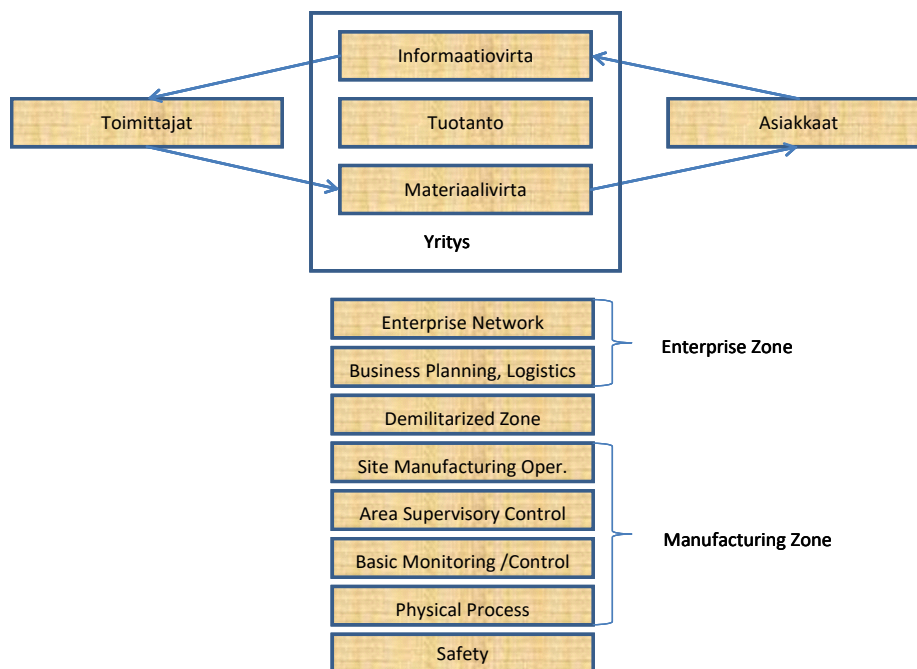 Informaatiovirta
Toimittajat
Tuotanto
Asiakkaat
Materiaalivirta
Yritys
Enterprise Network
Enterprise Zone
Business Planning, Logistics
Demilitarized Zone
Site Manufacturing Oper.
Area Supervisory Control
Manufacturing Zone
Basic Monitoring /Control
Physical Process
Safety